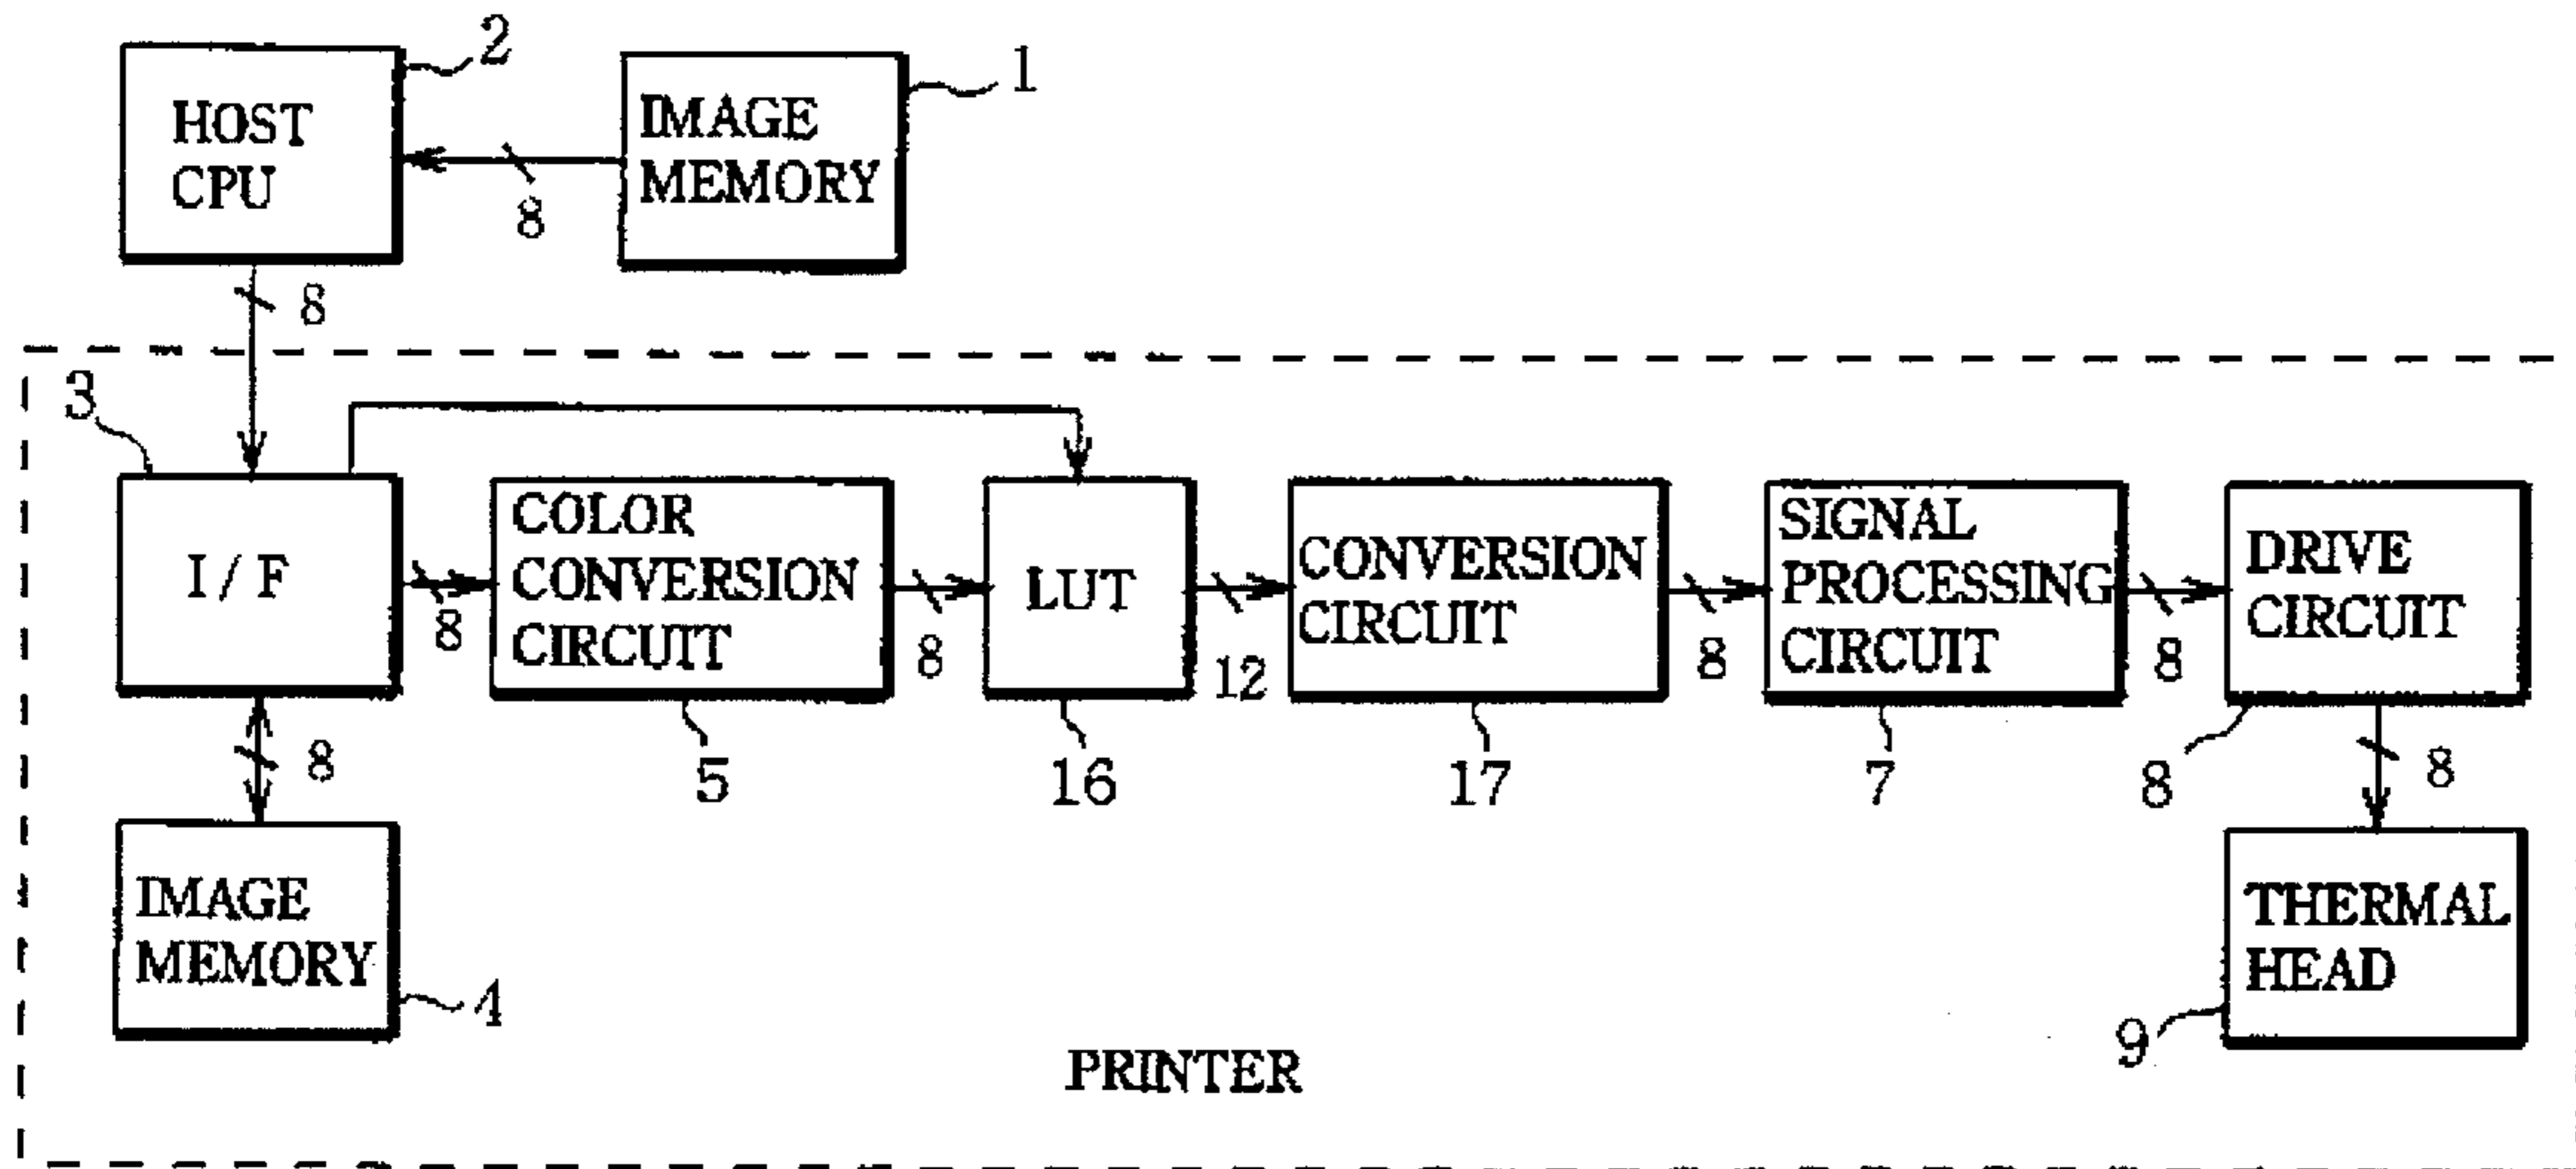 2
1
HOST
CPU
IMAGE
MEMORY
8
8
3
I / F
COLOR
CONVERSION
CIRCUIT
LUT
CONVERSION
CIRCUIT
SIGNAL
PROCESSING
CIRCUIT
DRIVE
CIRCUIT
8
8
12
8
8
5
16
17
7
8
8
8
IMAGE
MEMORY
4
THERMAL
HEAD
9
PRINTER